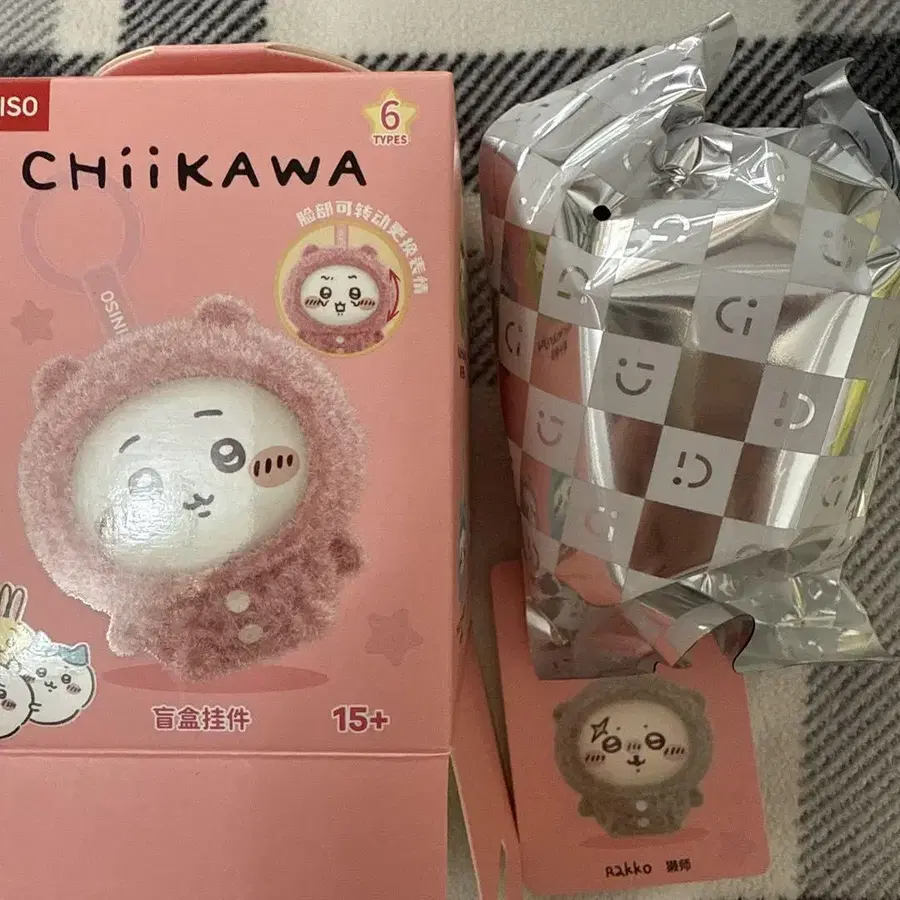 ISO
6
TYPES
CHiiKAWA
脸部可转动更换表情
MINISO
盲盒挂件
15+
Rakko 獭师